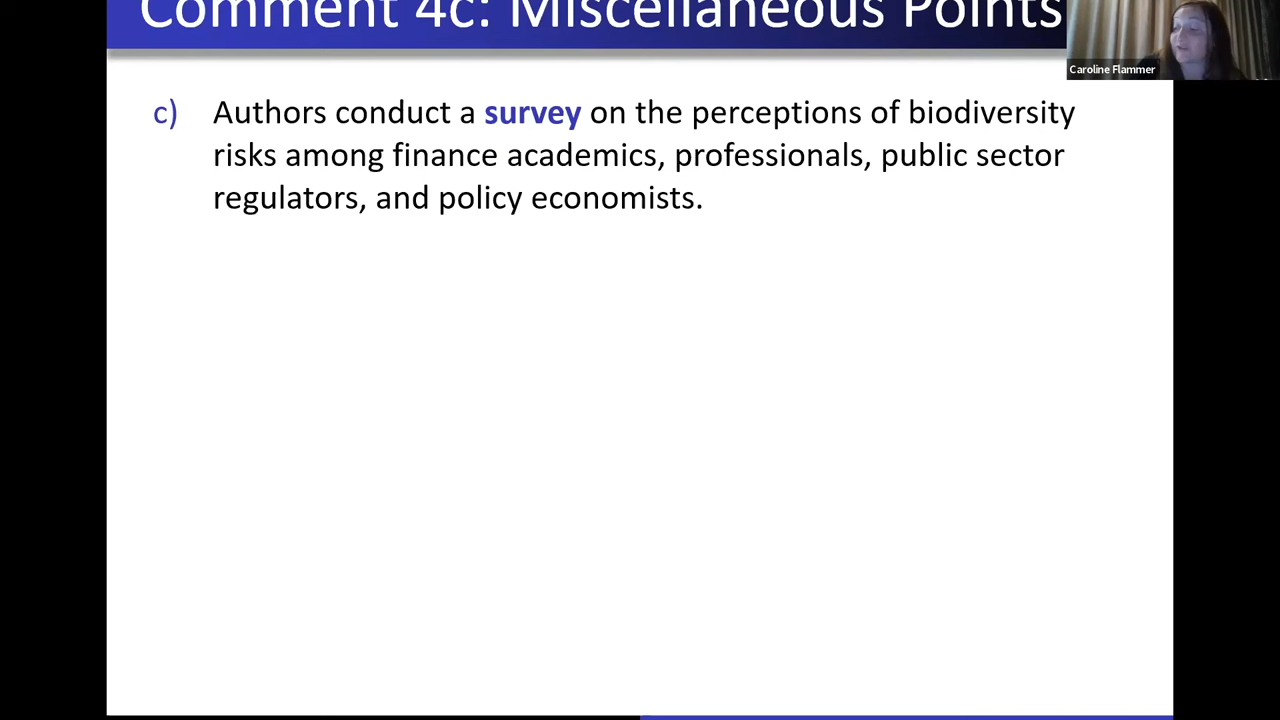 Comment 4c: Miscellaneous Points
Caroline Flammer
c) Authors conduct a survey on the perceptions of biodiversity
risks among finance academics, professionals, public sector
regulators, and policy economists.